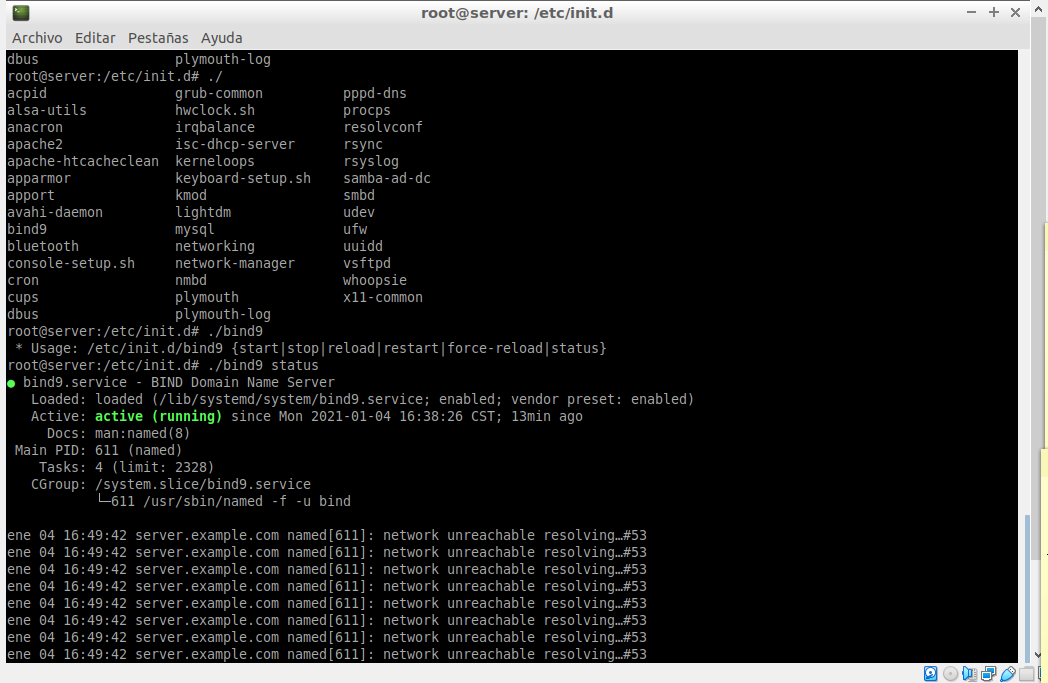 root@server: /etc/init.d
Archivo Editar Pestañas Ayuda
dbus plymouth-log
root@server:/etc/init.d# ./
acpid grub-common pppd-dns
alsa-utils hwclock.sh procps
anacron irqbalance resolvconf
apache2 isc-dhcp-server rsync
apache-htcacheclean kerneloops rsyslog
apparmor keyboard-setup.sh samba-ad-dc
apport kmod smbd
avahi-daemon lightdm udev
bind9 mysql ufw
bluetooth networking uuidd
console-setup.sh network-manager vsftpd
cron nmbd whoopsie
cups plymouth x11-common
dbus plymouth-log
root@server:/etc/init.d# ./bind9
* Usage: /etc/init.d/bind9 {start|stop|reload|restart|force-reload|status}
root@server:/etc/init.d# ./bind9 status
● bind9.service - BIND Domain Name Server
Loaded: loaded (/lib/systemd/system/bind9.service; enabled; vendor preset: enabled)
Active: active (running) since Mon 2021-01-04 16:38:26 CST; 13min ago
Docs: man:named(8)
Main PID: 611 (named)
Tasks: 4 (limit: 2328)
CGroup: /system.slice/bind9.service
└─611 /usr/sbin/named -f -u bind
ene 04 16:49:42 server.example.com named[611]: network unreachable resolving…#53
ene 04 16:49:42 server.example.com named[611]: network unreachable resolving…#53
ene 04 16:49:42 server.example.com named[611]: network unreachable resolving…#53
ene 04 16:49:42 server.example.com named[611]: network unreachable resolving…#53
ene 04 16:49:42 server.example.com named[611]: network unreachable resolving…#53
ene 04 16:49:42 server.example.com named[611]: network unreachable resolving…#53
ene 04 16:49:42 server.example.com named[611]: network unreachable resolving…#53
ene 04 16:49:42 server.example.com named[611]: network unreachable resolving…#53